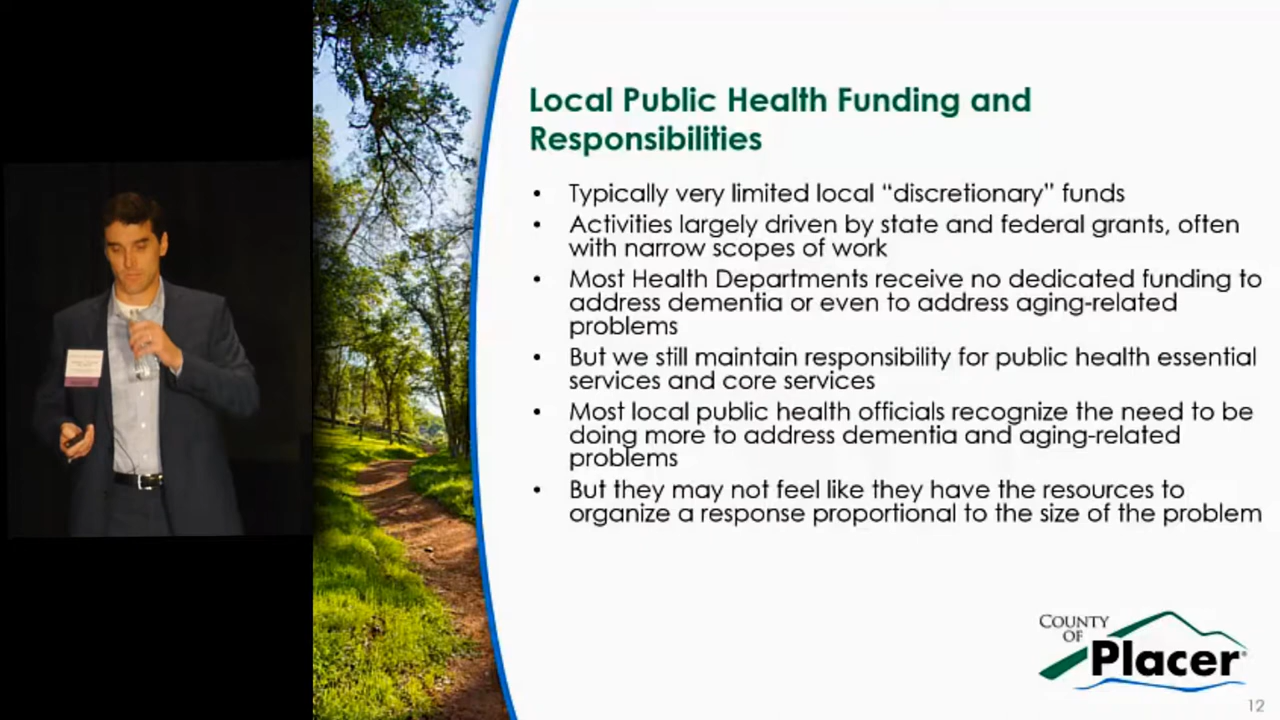 Local Public Health Funding and
Responsibilities
• Typically very limited local “discretionary” funds
• Activities largely driven by state and federal grants, often
with narrow scopes of work
• Most Health Departments receive no dedicated funding to
address dementia or even to address aging-related
problems
• But we still maintain responsibility for public health essential
services and core services
• Most local public health officials recognize the need to be
doing more to address dementia and aging-related
problems
• But they may not feel like they have the resources to
organize a response proportional to the size of the problem
COUNTY
OF
Placer®
12